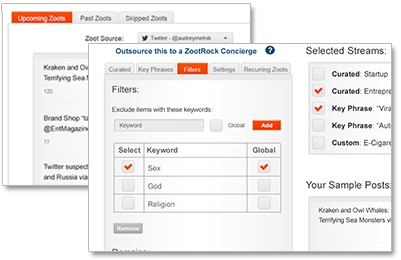 Upcoming Zoots
Past Zoots
Skipped Zoots
Zoot Source:
Twitter - @audreymelnik
Kraken and Ow
Terrifying Sea M
120
Brand Shop "ta
@EntMagazine
77
Twitter suspect
and Russia via
Outsource this to a ZootRock Concierge ?
Curated
Key Phrases
Filters
Settings
Recurring Zoots
Filters:
Exclude items with these keywords:
Keyword
Global
Add
Select Keyword Global
Sex
God
Religion
Remove
Selected Streams:
Curated: Startup
Curated: Entrepre
Key Phrase: "Vira
Key Phrase: "Auto
Custom: E-Cigare
Your Sample Posts:
Kraken and Owl Whales:
Terrifying Sea Monsters vi